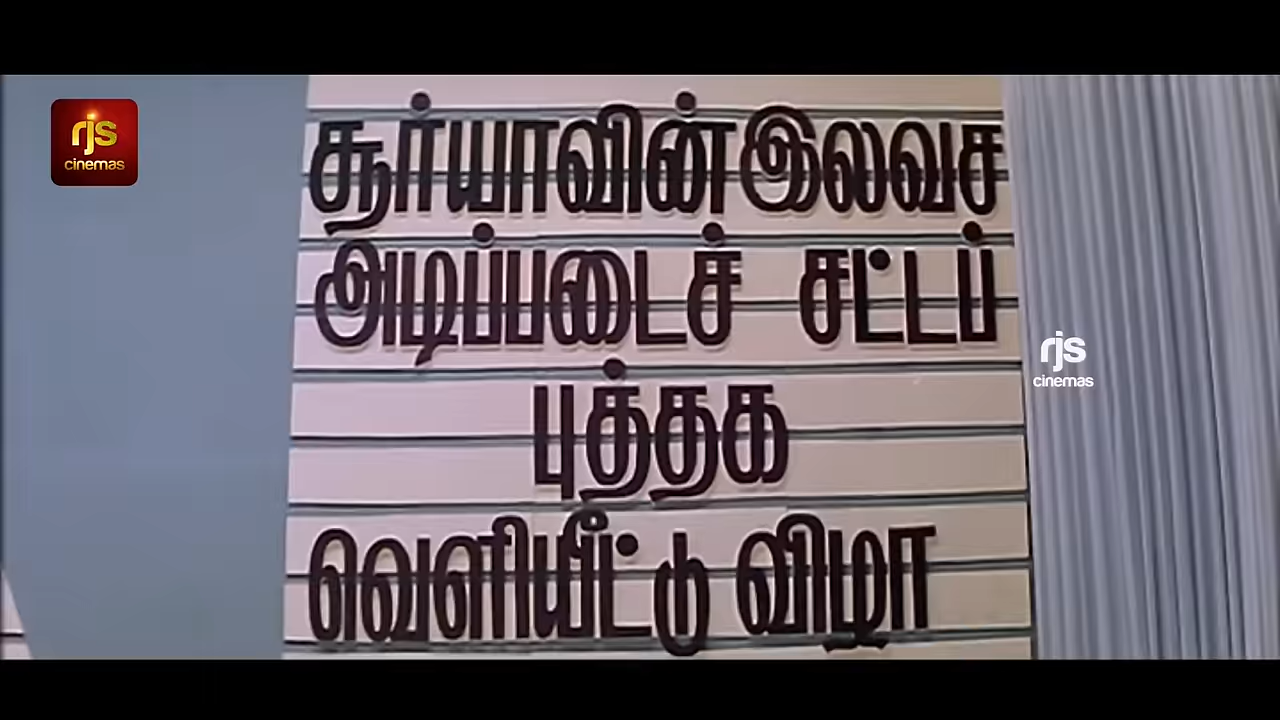 rjs
cinemas
சூர்யாவின் இலவச
அடிப்படைச் சட்டப்
புத்தக
வெளியீட்டு விழா
rjs
cinemas